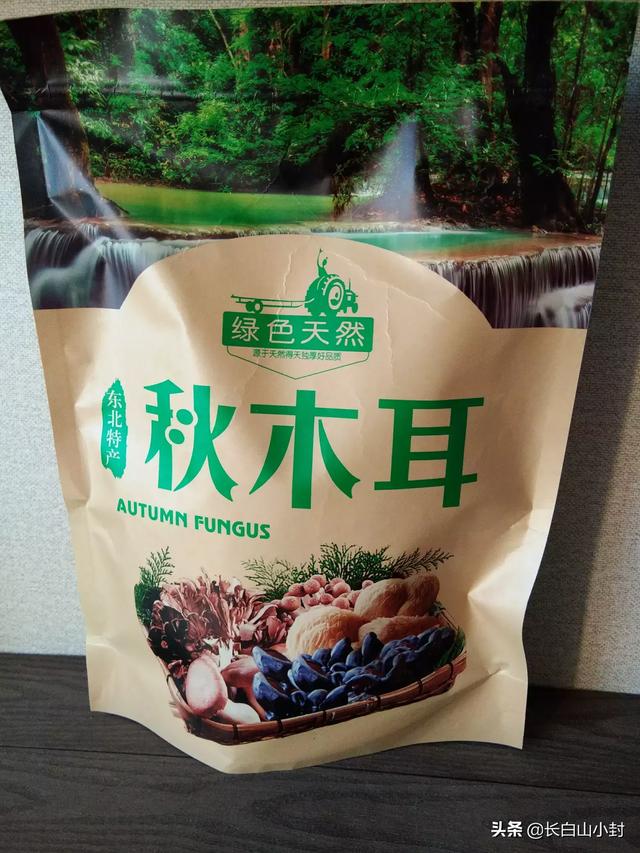 绿色天然
源于天然得天独厚好品质
东北特产
秋木耳
AUTUMN FUNGUS
头条 @长白山小封